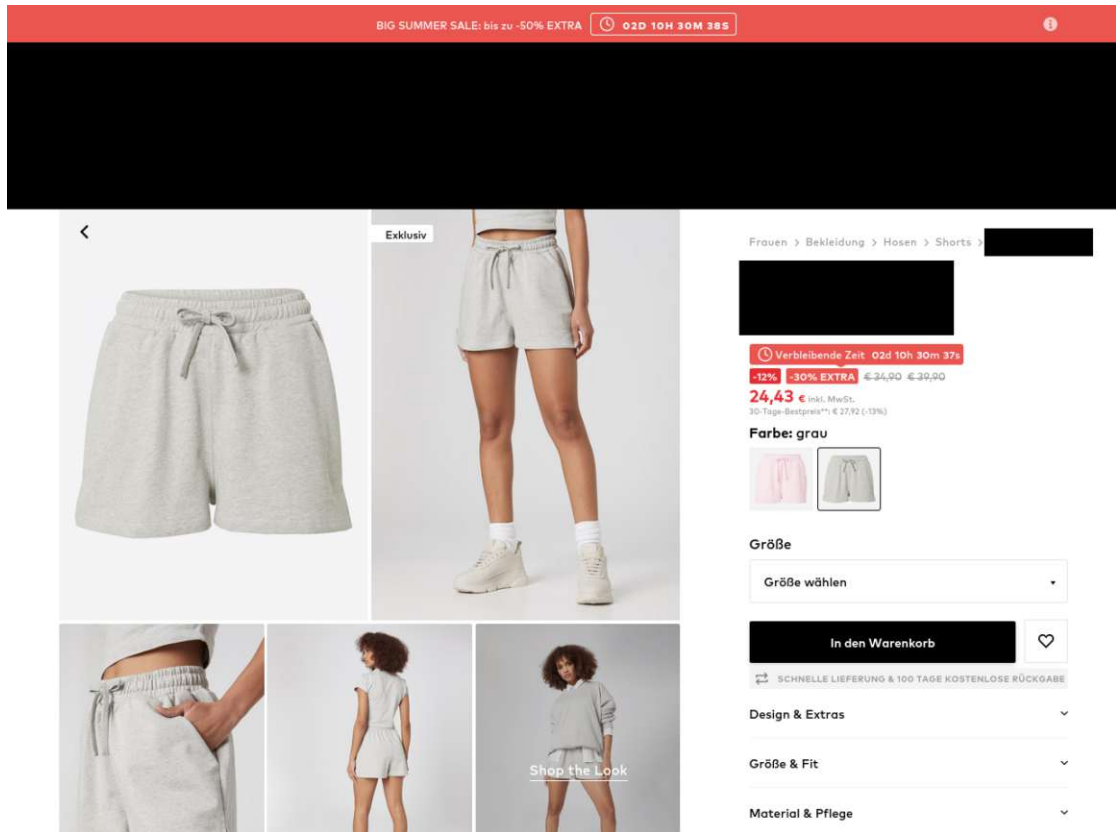 BIG SUMMER SALE: bis zu -50% EXTRA 02D 10H 30M 38S
Exklusiv
Frauen > Bekleidung > Hosen > Shorts >
Verbleibende Zeit 02d 10h 30m 37s
-12% -30% EXTRA € 34,90 € 39,90
24,43 € inkl. MwSt.
30-Tage-Bestpreis**: € 27,92 (-13%)
Farbe: grau
Größe
Größe wählen
In den Warenkorb
SCHNELLE LIEFERUNG & 100 TAGE KOSTENLOSE RÜCKGABE
Design & Extras
Größe & Fit
Material & Pflege
Shop the Look